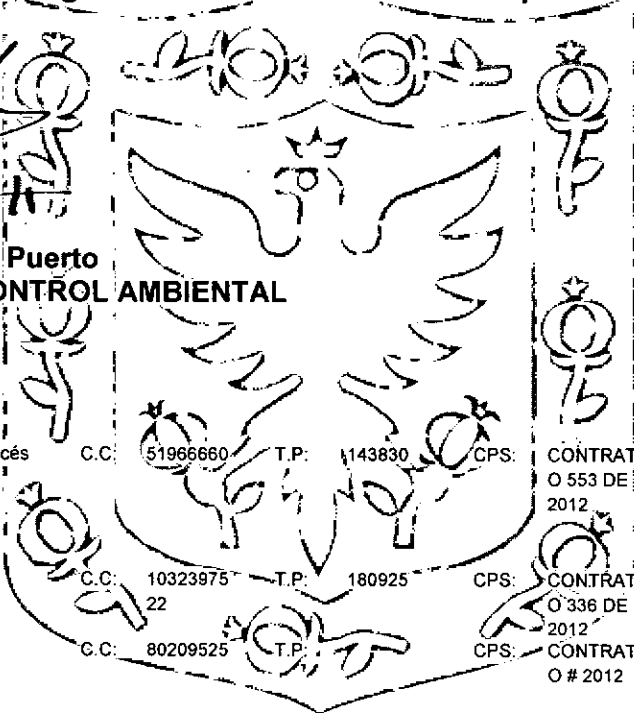 Puerto
ONTROL AMBIENTAL
cés C.C: 51966660 T.P: 143830 CPS: CONTRAT
O 553 DE
2012
C.C: 10323975 T.P: 180925 CPS: CONTRAT
22 O 336 DE
2012
C.C: 80209525 T.P: CPS: CONTRAT
O # 2012